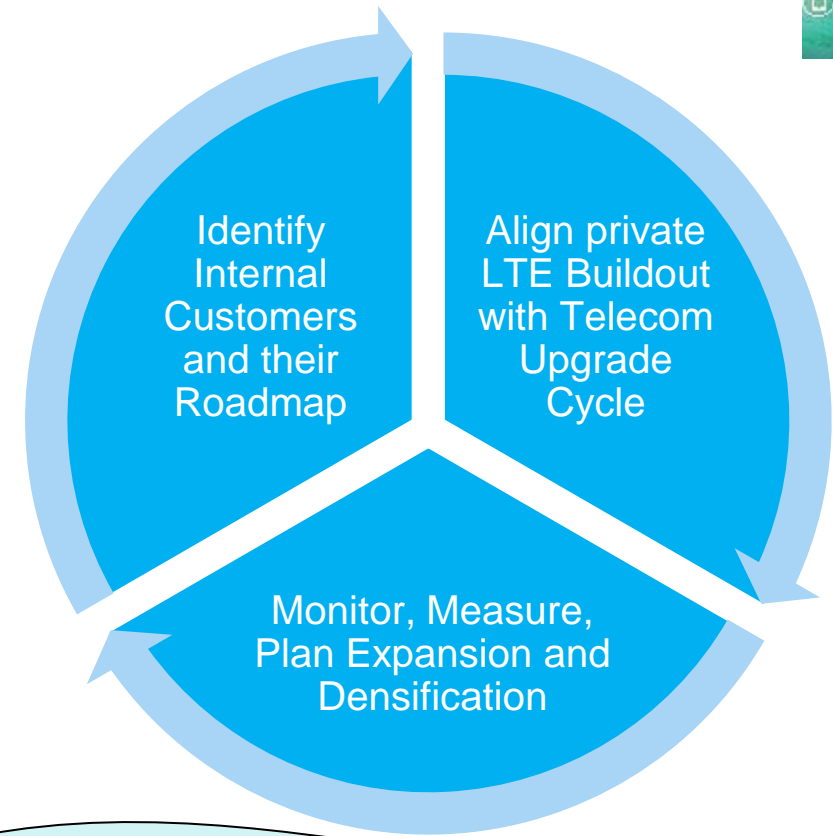 Identify
Internal
Customers
and their
Roadmap
Align private
LTE Buildout
with Telecom
Upgrade
Cycle
Monitor, Measure,
Plan Expansion and
Densification